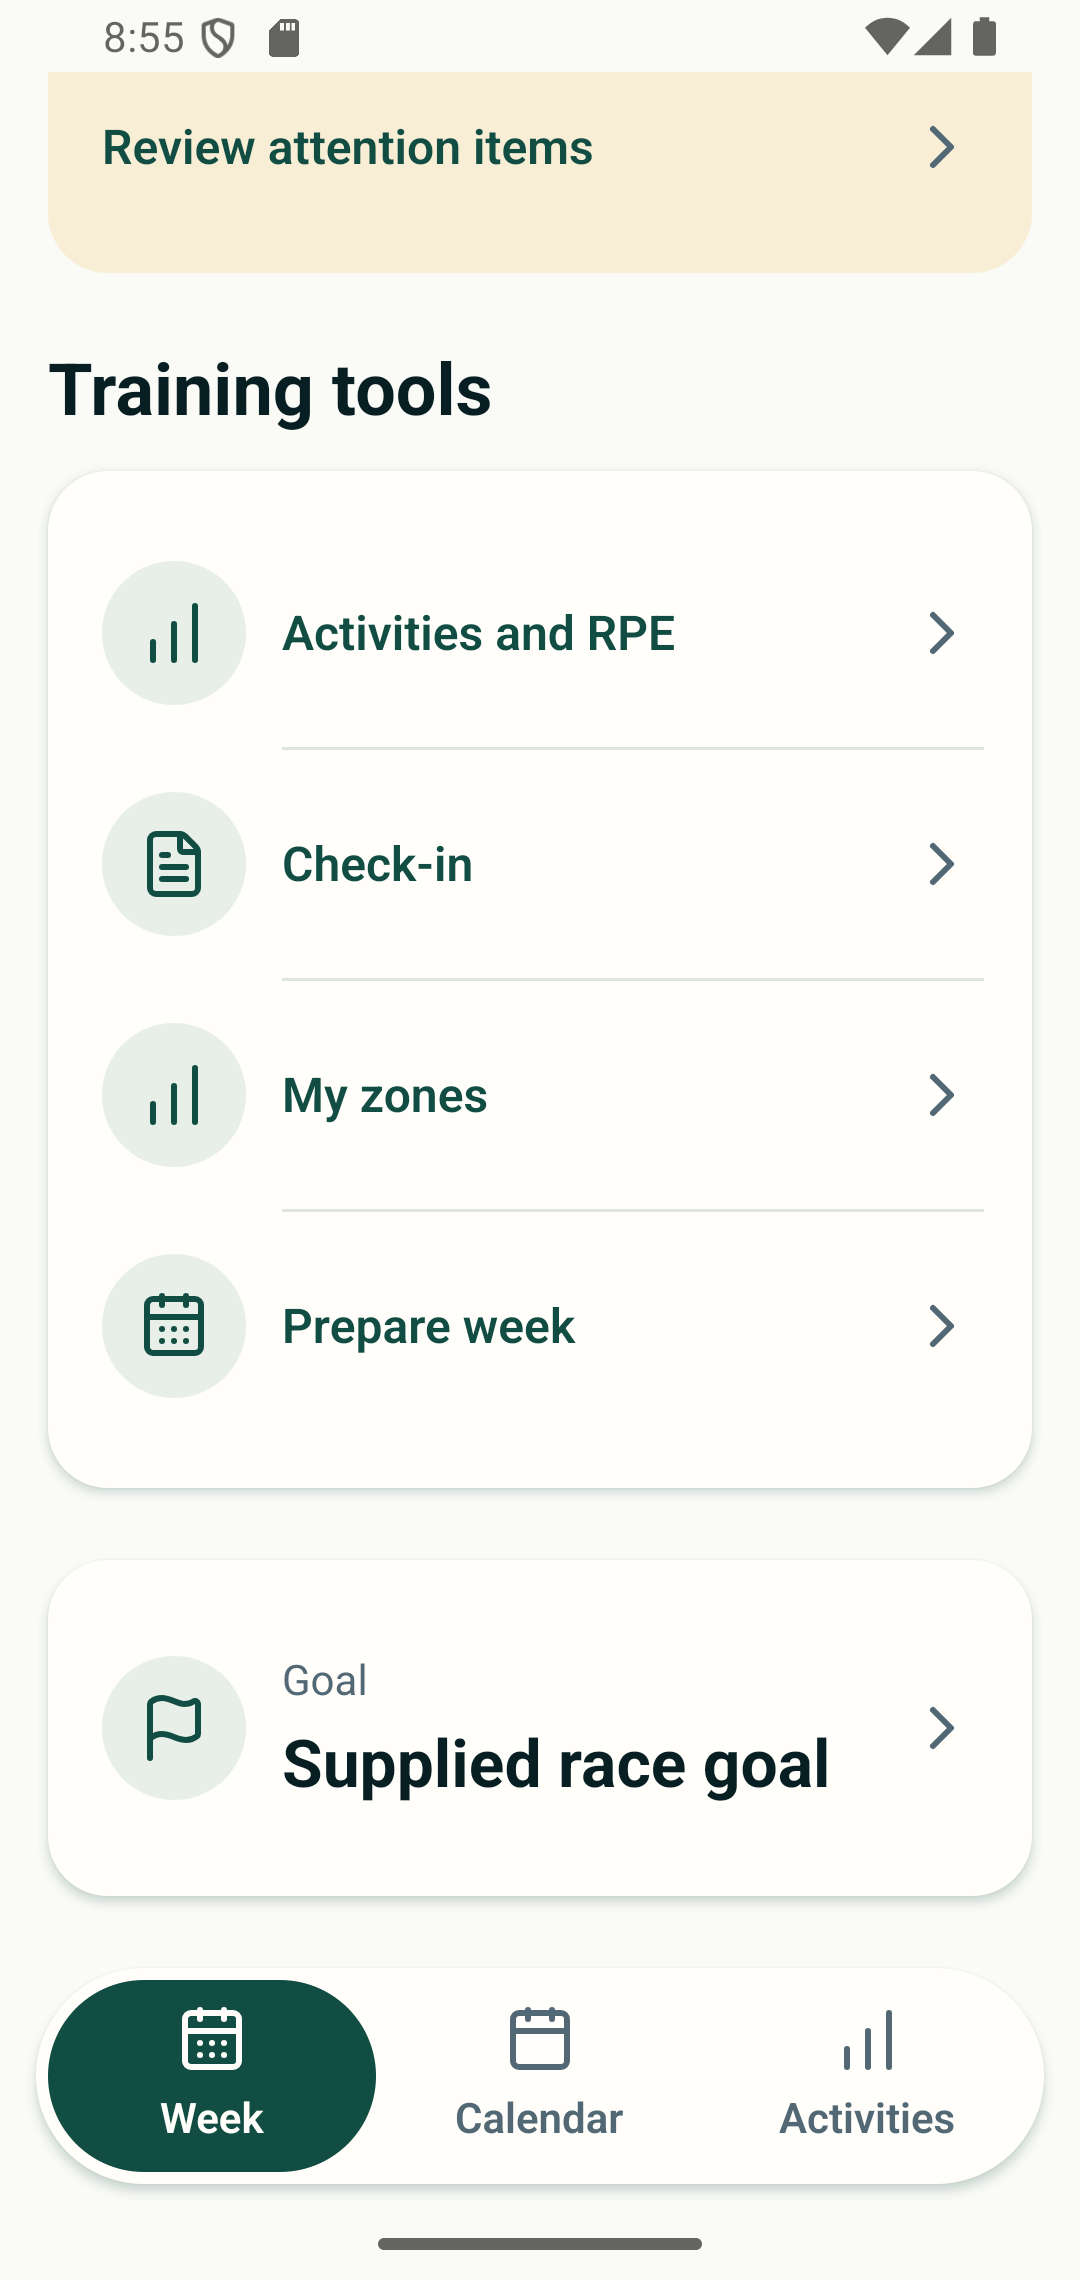 8:55
Review attention items
Training tools
Activities and RPE
Check-in
My zones
Prepare week
Goal
Supplied race goal
Week
Calendar
Activities